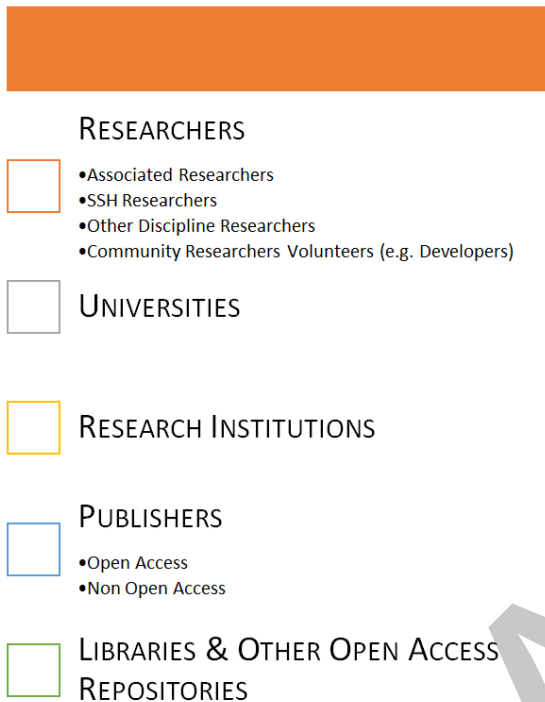 RESEARCHERS
•Associated Researchers
•SSH Researchers
•Other Discipline Researchers
•Community Researchers Volunteers (e.g. Developers)
UNIVERSITIES
RESEARCH INSTITUTIONS
PUBLISHERS
•Open Access
•Non Open Access
LIBRARIES & OTHER OPEN ACCESS
REPOSITORIES